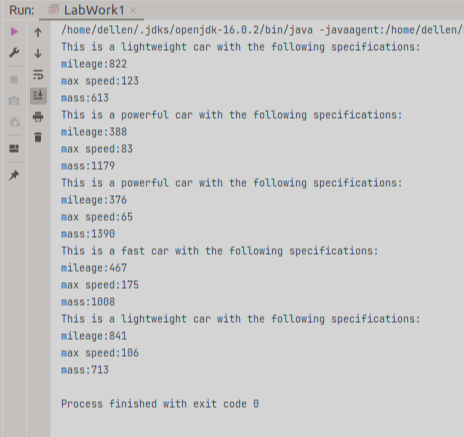 Run: LabWork1
/home/dellen/.jdks/openjdk-16.0.2/bin/java -javaagent:/home/dellen/
This is a lightweight car with the following specifications:
mileage:822
max speed:123
mass:613
This is a powerful car with the following specifications:
mileage:388
max speed:83
mass:1179
This is a powerful car with the following specifications:
mileage:376
max speed:65
mass:1390
This is a fast car with the following specifications:
mileage:467
max speed:175
mass:1008
This is a lightweight car with the following specifications:
mileage:841
max speed:106
mass:713
Process finished with exit code 0